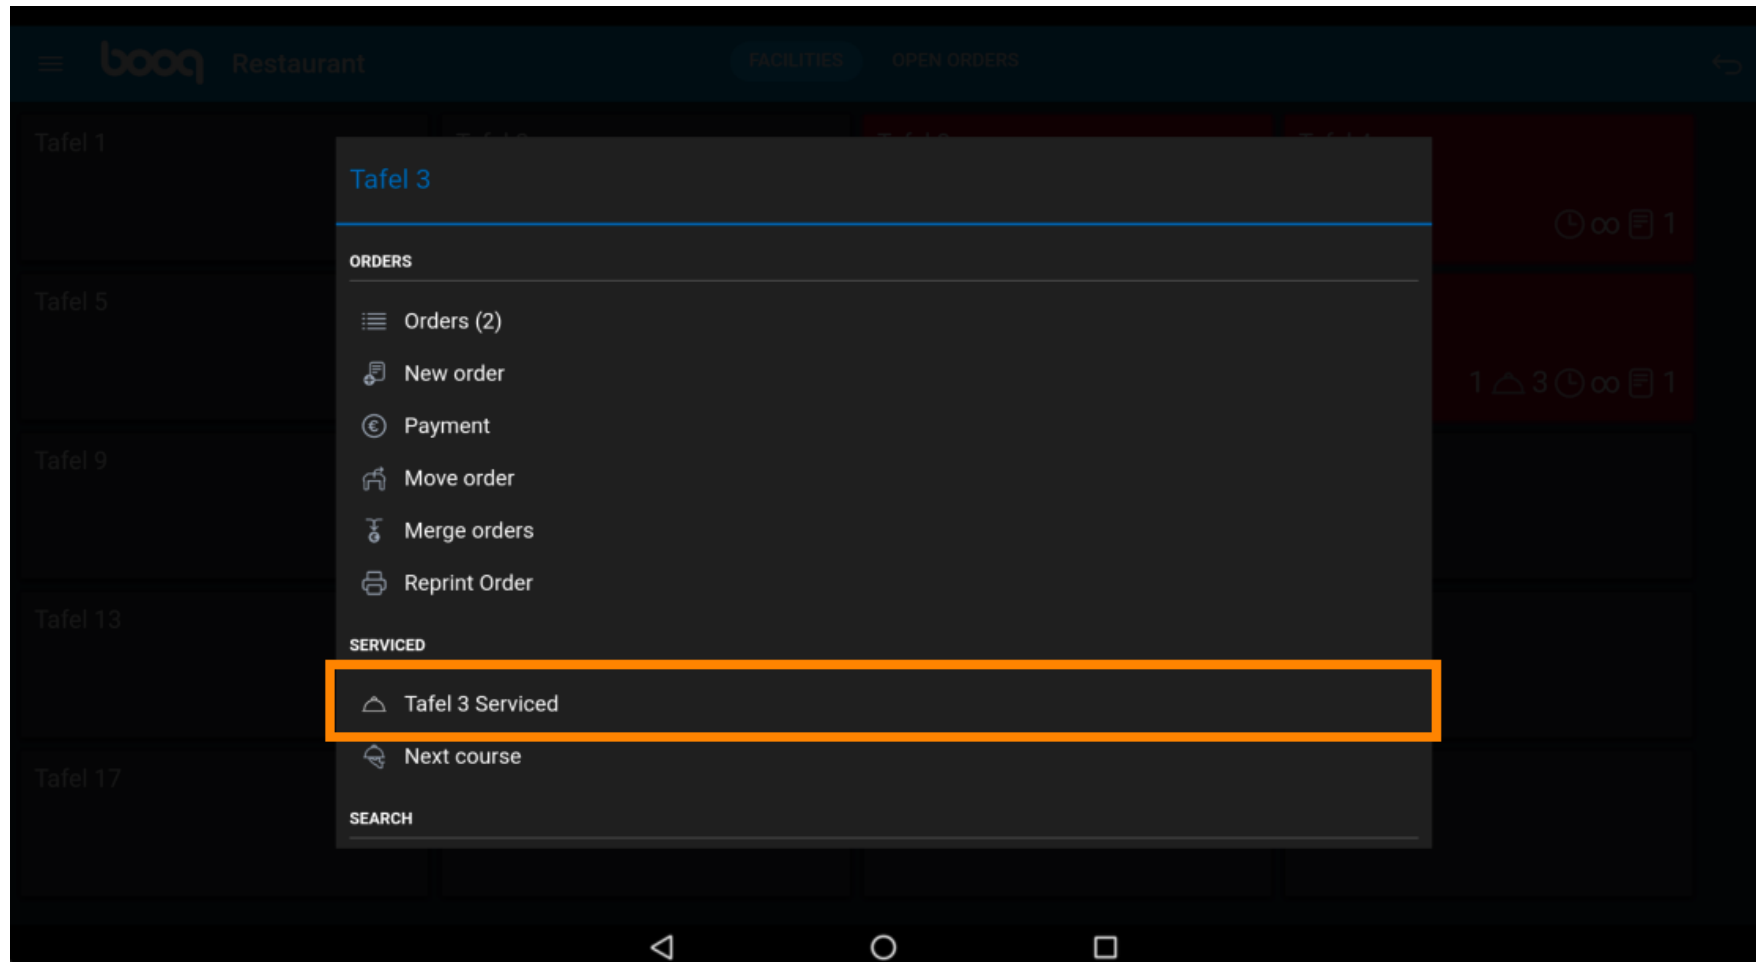 booq Restaurant FACILITIES OPEN ORDERS
Tafel 1
Tafel 3
∞ 1
ORDERS
Tafel 5
Orders (2)
New order
1 3 ∞ 1
Payment
Tafel 9
Move order
Merge orders
Reprint Order
Tafel 13
SERVICED
Tafel 3 Serviced
Next course
Tafel 17
SEARCH